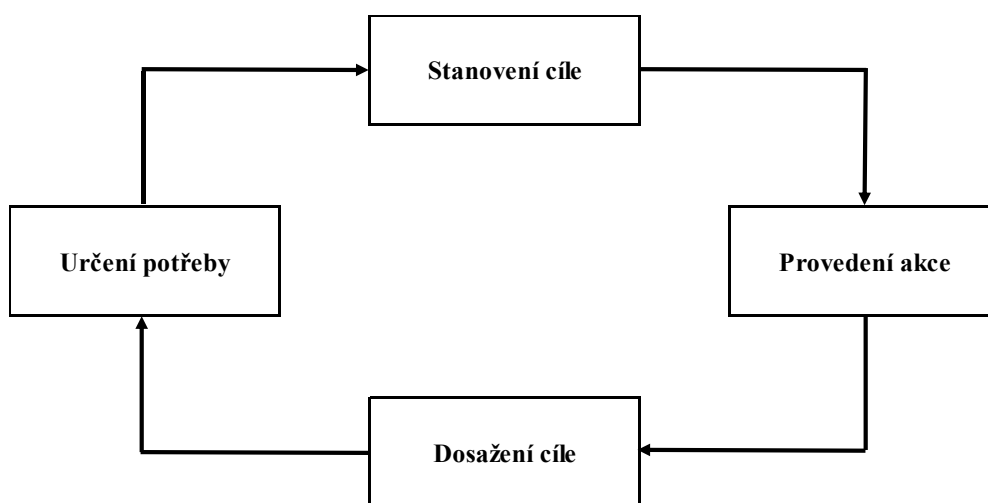 Stanovení cíle
Určení potřeby
Provedení akce
Dosažení cíle